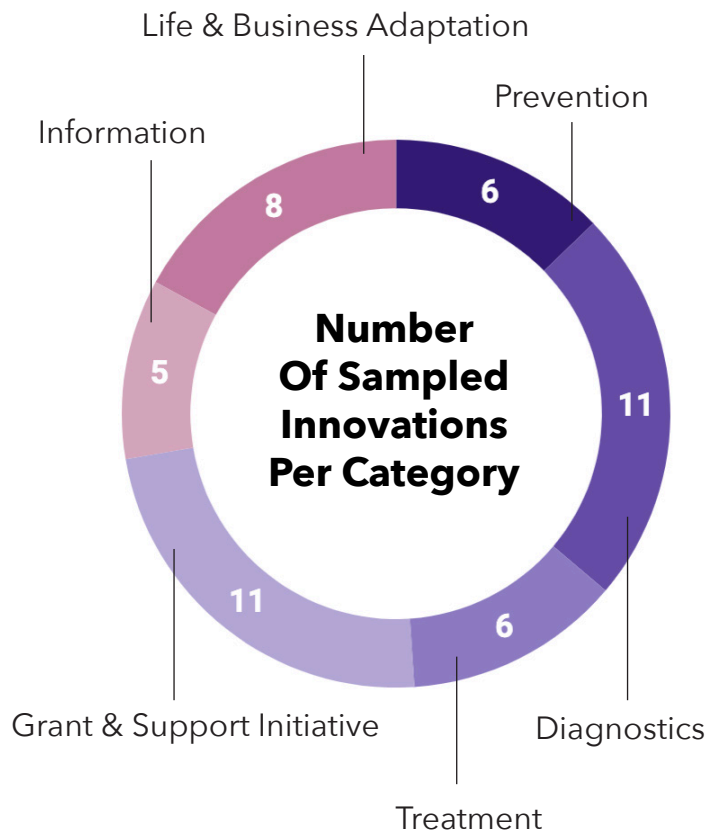 Life & Business Adaptation
Prevention
Information
6
8
Number
Of Sampled
Innovations
Per Category
5
11
11
6
Grant & Support Initiative
Diagnostics
Treatment